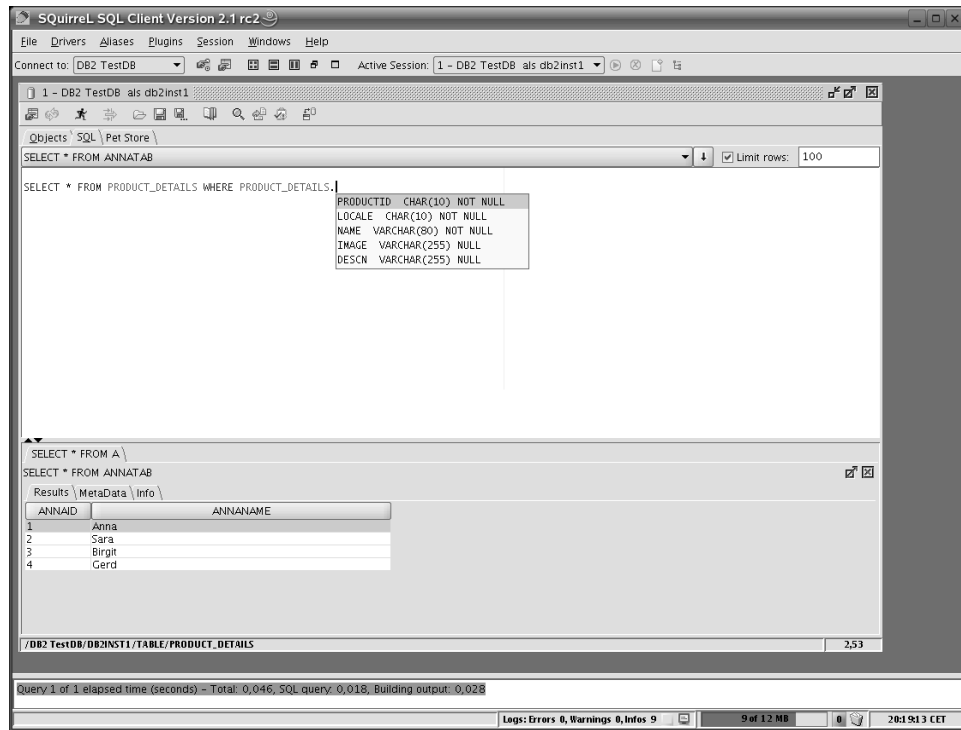 SQuirreL SQL Client Version 2.1 rc2
File Drivers Aliases Plugins Session Windows Help
Connect to: DB2 TestDB Active Session: 1 - DB2 TestDB als db2inst1
1 - DB2 TestDB als db2inst1
Objects SQL Pet Store
SELECT * FROM ANNATAB Limit rows: 100
SELECT * FROM PRODUCT_DETAILS WHERE PRODUCT_DETAILS.
PRODUCTID CHAR(10) NOT NULL
LOCALE CHAR(10) NOT NULL
NAME VARCHAR(80) NOT NULL
IMAGE VARCHAR(255) NULL
DESCN VARCHAR(255) NULL
SELECT * FROM A
SELECT * FROM ANNATAB
Results MetaData Info
ANNAID ANNANAME
1 Anna
2 Sara
3 Birgit
4 Gerd
/DB2 TestDB/DB2INST1/TABLE/PRODUCT_DETAILS 2,53
Query 1 of 1 elapsed time (seconds) - Total: 0,046, SQL query: 0,018, Building output: 0,028
Logs: Errors 0, Warnings 0, Infos 9 9 of 12 MB 0 20:19:13 CET